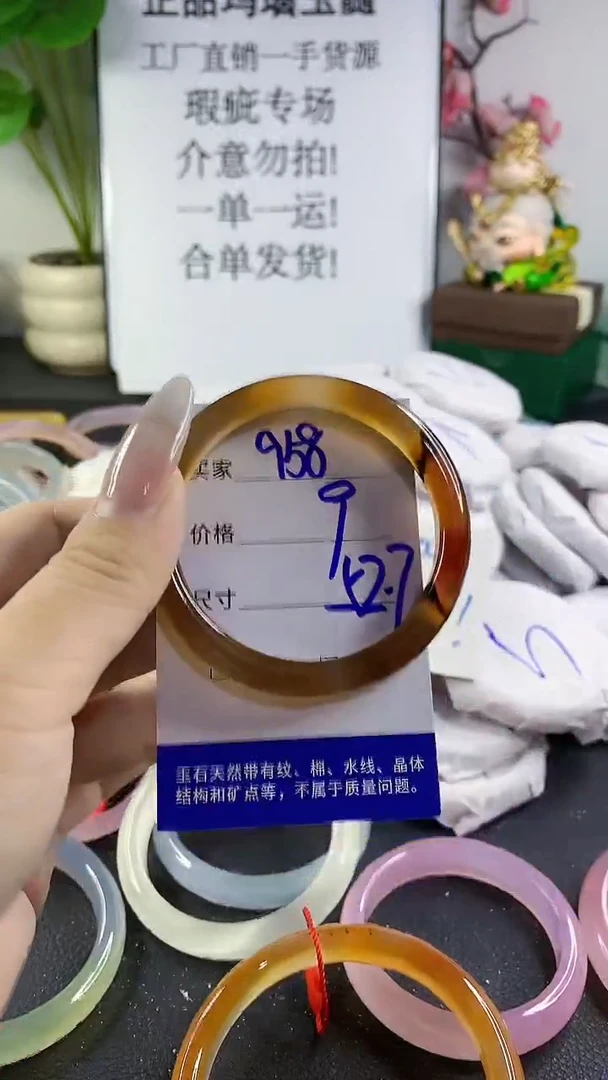 正品玛瑙玉髓
工厂直销一手货源
瑕疵专场
介意勿拍!
一单一运!
合单发货!
卖家 958
价格 9
尺寸 52.7
玉石天然带有纹、棉、水线、晶体
结构和矿点等，不属于质量问题。